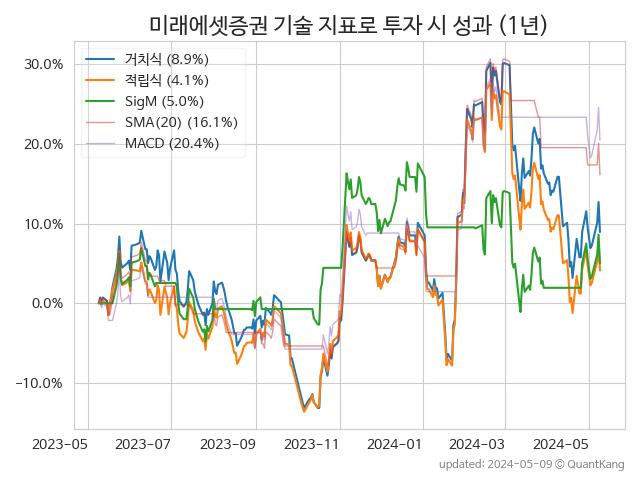 미래에셋증권 기술 지표로 투자 시 성과 (1년)
거치식 (8.9%)
적립식 (4.1%)
SigM (5.0%)
SMA(20) (16.1%)
MACD (20.4%)
30.0%
20.0%
10.0%
0.0%
−10.0%
2023-05 2023-07 2023-09 2023-11 2024-01 2024-03 2024-05
updated: 2024-05-09 © QuantKang